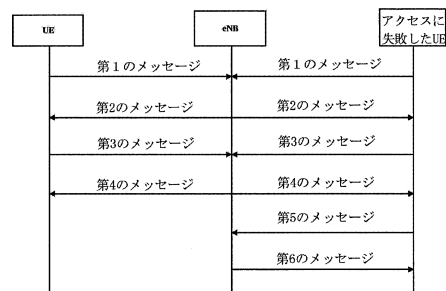 UE
eNB
アクセスに
失敗したUE
第1のメッセージ
第1のメッセージ
第2のメッセージ
第2のメッセージ
第3のメッセージ
第3のメッセージ
第4のメッセージ
第4のメッセージ
第5のメッセージ
第6のメッセージ